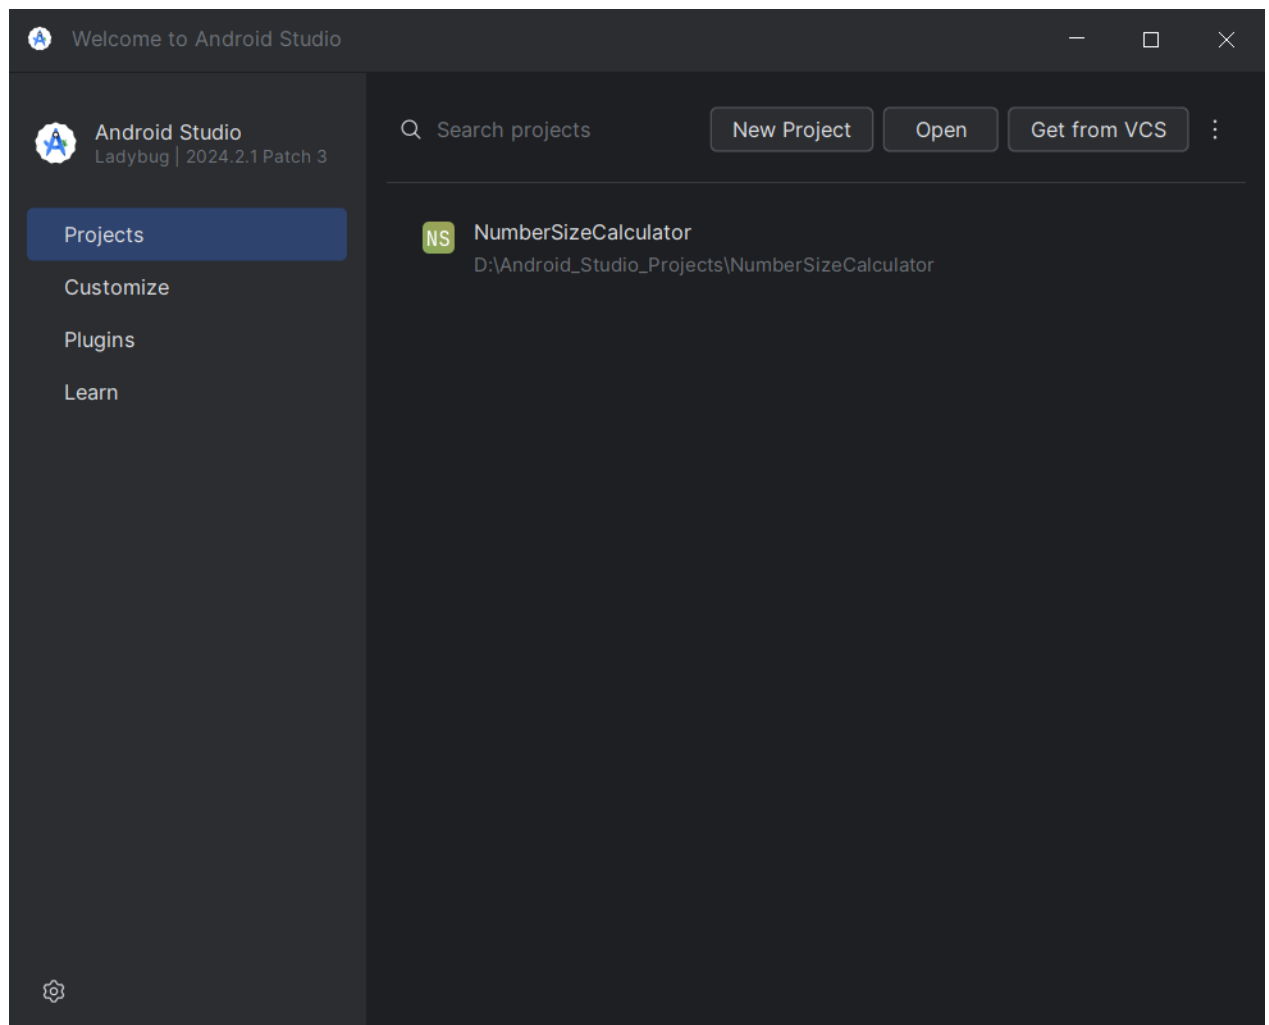 Welcome to Android Studio
Android Studio
Ladybug | 2024.2.1 Patch 3
Projects
Customize
Plugins
Learn
Search projects
New Project
Open
Get from VCS
NS
NumberSizeCalculator
D:\Android_Studio_Projects\NumberSizeCalculator